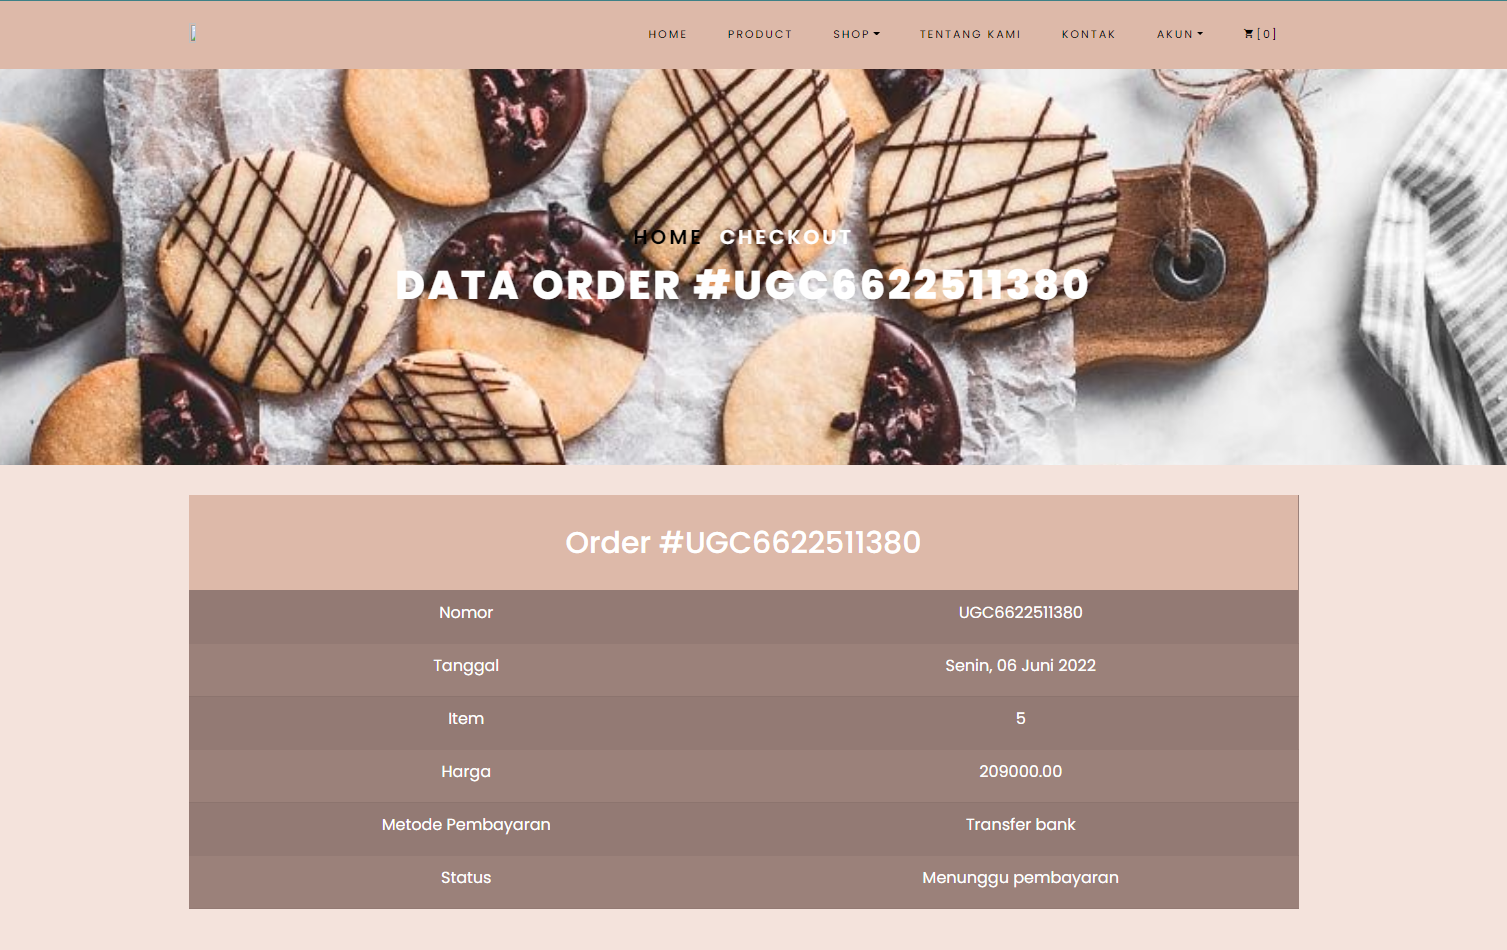 HOME PRODUCT SHOP TENTANG KAMI KONTAK AKUN [0]
HOME CHECKOUT
DATA ORDER #UGC6622511380
Order #UGC6622511380
Nomor UGC6622511380
Tanggal Senin, 06 Juni 2022
Item 5
Harga 209000.00
Metode Pembayaran Transfer bank
Status Menunggu pembayaran